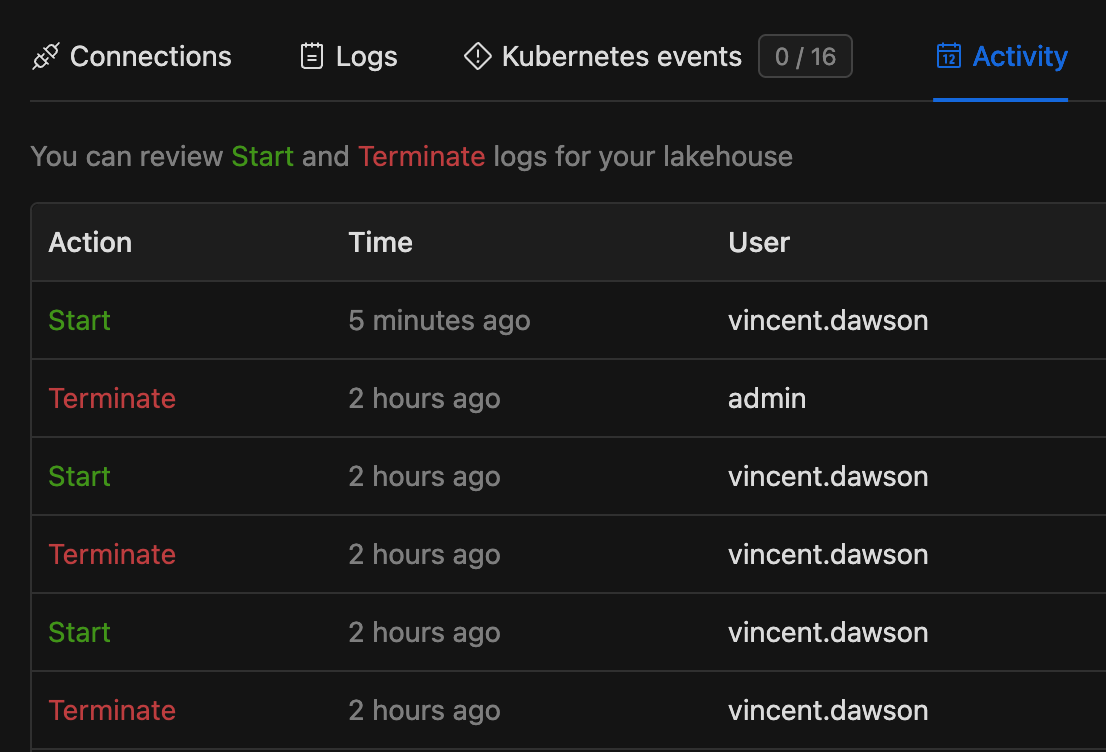 Connections Logs Kubernetes events 0 / 16 12 Activity
You can review Start and Terminate logs for your lakehouse
Action Time User
Start 5 minutes ago vincent.dawson
Terminate 2 hours ago admin
Start 2 hours ago vincent.dawson
Terminate 2 hours ago vincent.dawson
Start 2 hours ago vincent.dawson
Terminate 2 hours ago vincent.dawson